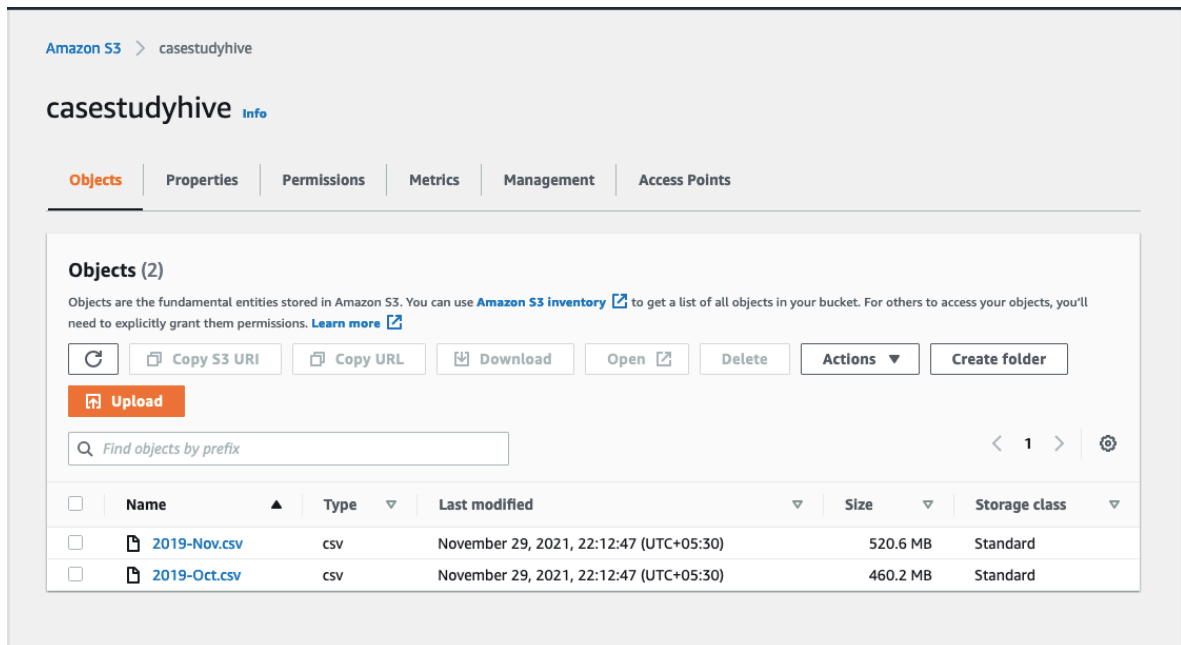 Amazon S3 > casestudyhive
casestudyhive Info
Objects Properties Permissions Metrics Management Access Points
Objects (2)
Objects are the fundamental entities stored in Amazon S3. You can use Amazon S3 inventory to get a list of all objects in your bucket. For others to access your objects, you'll
need to explicitly grant them permissions. Learn more
Copy S3 URI Copy URL Download Open Delete Actions Create folder
Upload
Find objects by prefix 1
Name Type Last modified Size Storage class
2019-Nov.csv csv November 29, 2021, 22:12:47 (UTC+05:30) 520.6 MB Standard
2019-Oct.csv csv November 29, 2021, 22:12:47 (UTC+05:30) 460.2 MB Standard